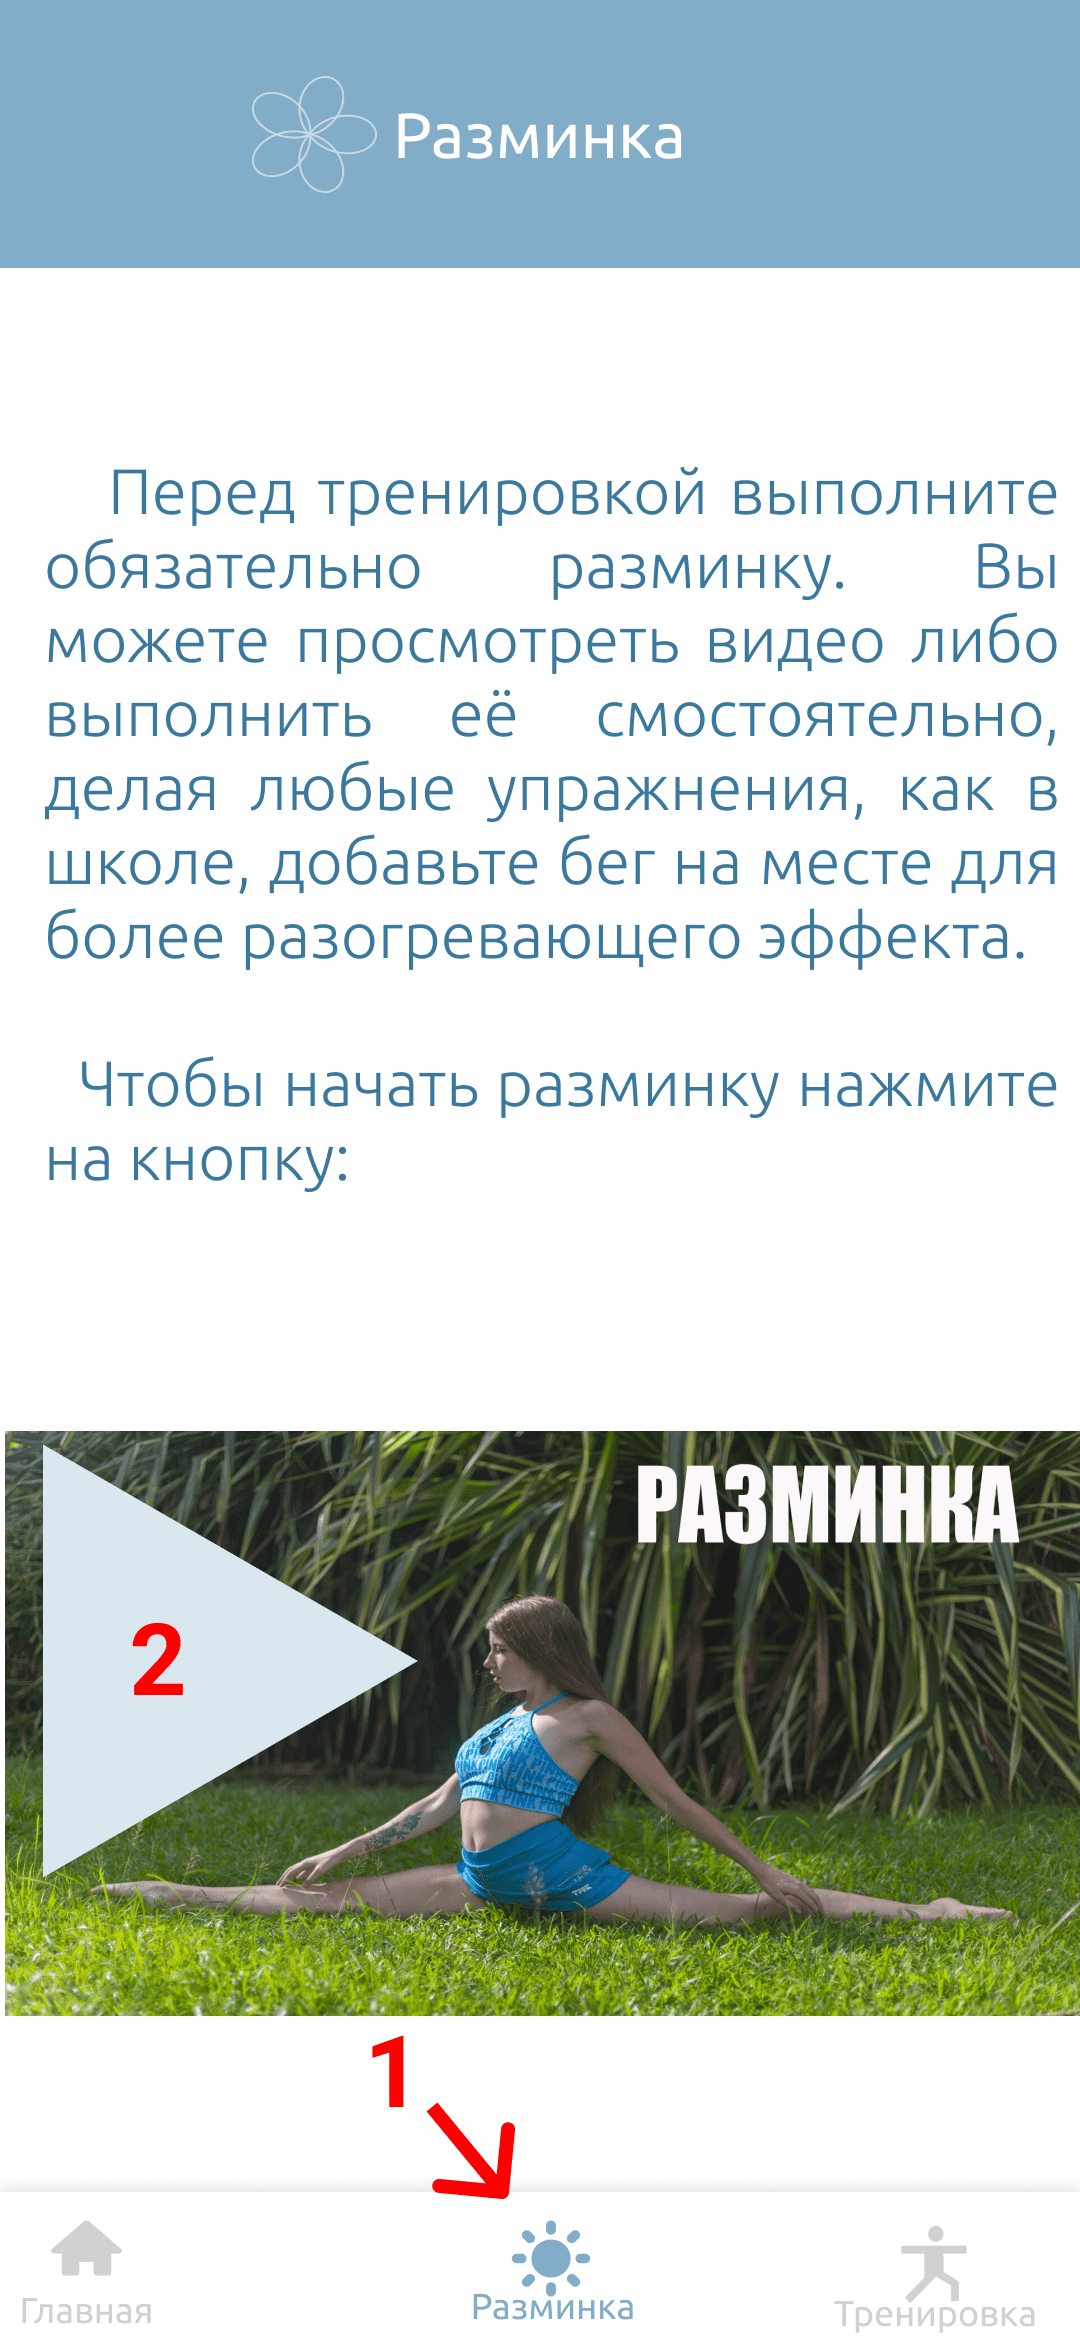 Разминка
Перед тренировкой выполните
обязательно разминку. Вы
можете просмотреть видео либо
выполнить её смостоятельно,
делая любые упражнения, как в
школе, добавьте бег на месте для
более разогревающего эффекта.
Чтобы начать разминку нажмите
на кнопку:
РАЗМИНКА
2
1
Главная
Разминка
Тренировка